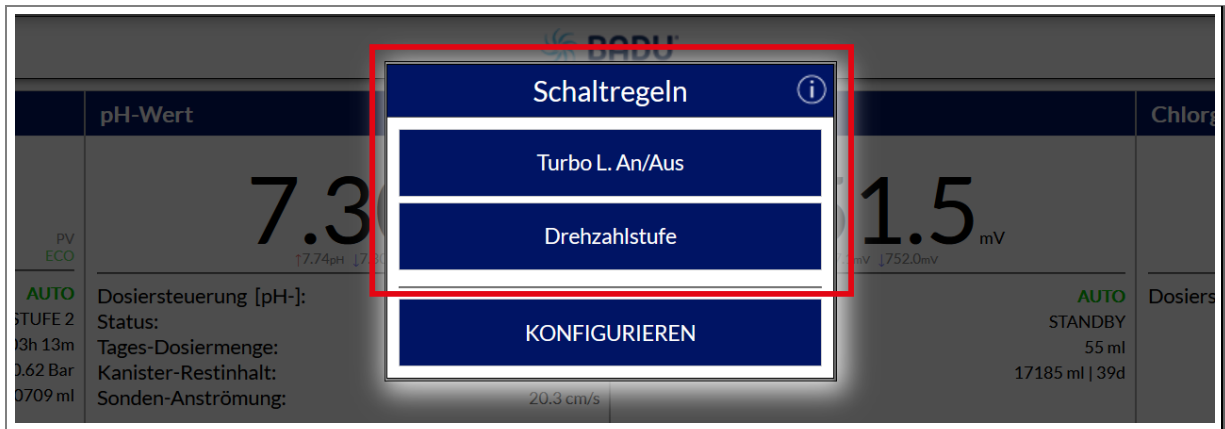 BADU
Schaltregeln
Turbo L. An/Aus
Drehzahlstufe
KONFIGURIEREN
pH-Wert
7.3
↑7.74pH
PV
ECO
AUTO
STUFE 2
03h 13m
0.62 Bar
0709 ml
Dosiersteuerung [pH-]:
Status:
Tages-Dosiermenge:
Kanister-Restinhalt:
Sonden-Anströmung:
20.3 cm/s
1.5 mV
↓752.0mV
AUTO
STANDBY
55 ml
17185 ml | 39d
Chlorg
Dosiers